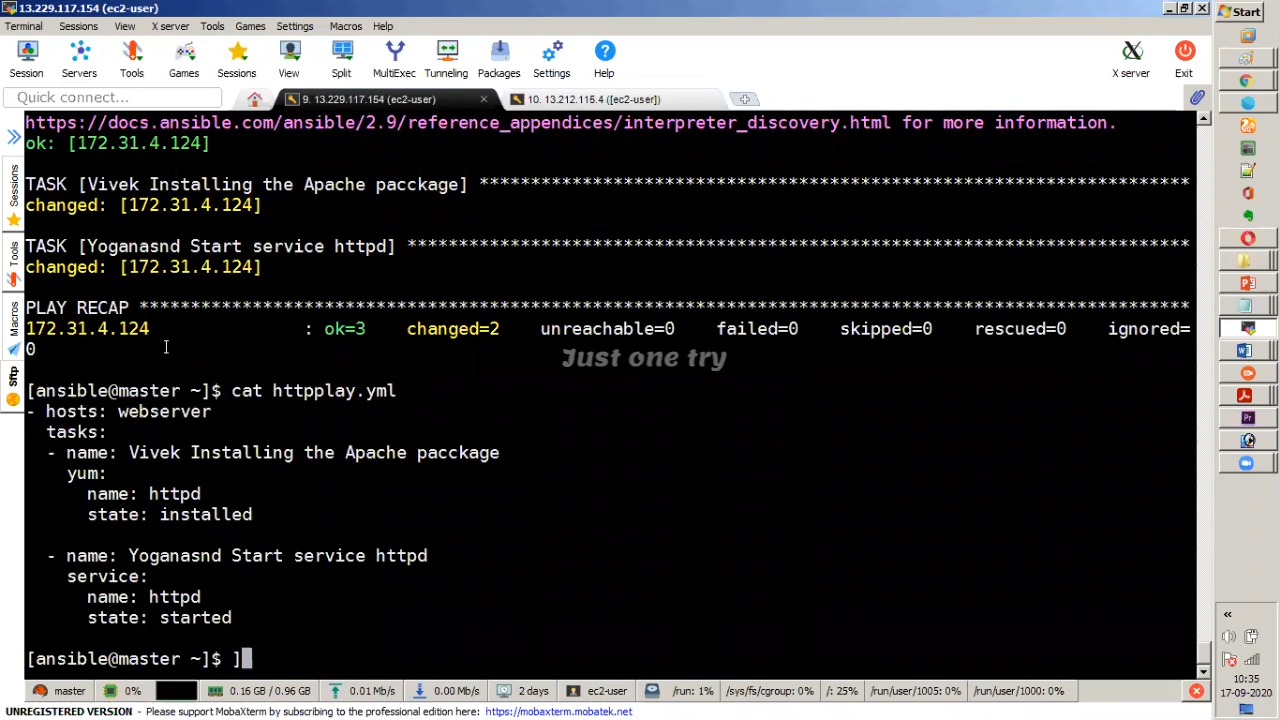 13.229.117.154 (ec2-user)
Start
Terminal Sessions View X server Tools Games Settings Macros Help
Session Servers Tools Games Sessions View Split MultiExec Tunneling Packages Settings Help X server Exit
Quick connect...
9. 13.229.117.154 (ec2-user)
10. 13.212.115.4 ([ec2-user])
https://docs.ansible.com/ansible/2.9/reference_appendices/interpreter_discovery.html for more information.
ok: [172.31.4.124]
TASK [Vivek Installing the Apache pacckage] *********************************************************************
changed: [172.31.4.124]
TASK [Yoganasnd Start service httpd] ****************************************************************************
changed: [172.31.4.124]
PLAY RECAP ******************************************************************************************************
172.31.4.124 : ok=3 changed=2 unreachable=0 failed=0 skipped=0 rescued=0 ignored=
0
Just one try
[ansible@master ~]$ cat httpplay.yml
- hosts: webserver
tasks:
- name: Vivek Installing the Apache pacckage
yum:
name: httpd
state: installed
- name: Yoganasnd Start service httpd
service:
name: httpd
state: started
[ansible@master ~]$ ]
Sessions
Tools
Macros
Sftp
master 0% 0.16 GB / 0.96 GB 0.01 Mb/s 0.00 Mb/s 2 days ec2-user /run: 1% /sys/fs/cgroup: 0% /: 25% /run/user/1005: 0% /run/user/1000: 0%
UNREGISTERED VERSION - Please support MobaXterm by subscribing to the professional edition here: https://mobaxterm.mobatek.net
10:35
17-09-2020